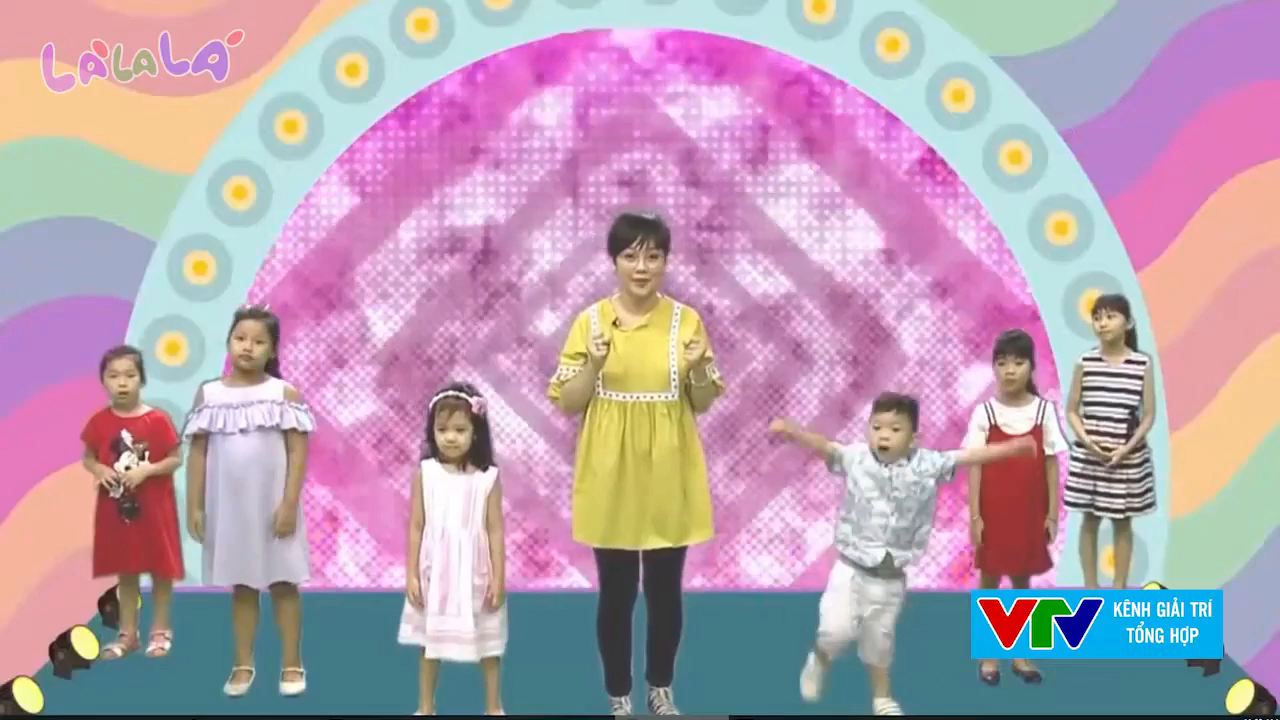 LALALA
VTV
KÊNH GIẢI TRÍ
TỔNG HỢP